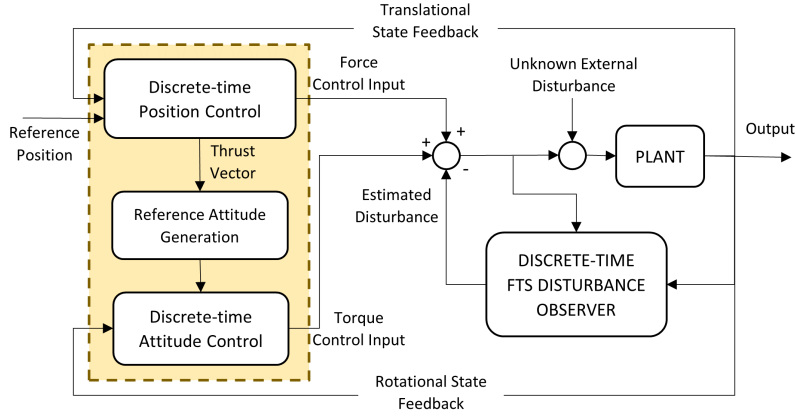 Translational
State Feedback
Discrete-time
Position Control
Force
Control Input
Unknown External
Disturbance
Reference
Position
Thrust
Vector
+
+
-
PLANT
Output
Reference Attitude
Generation
Estimated
Disturbance
DISCRETE-TIME
FTS DISTURBANCE
OBSERVER
Discrete-time
Attitude Control
Torque
Control Input
Rotational State
Feedback